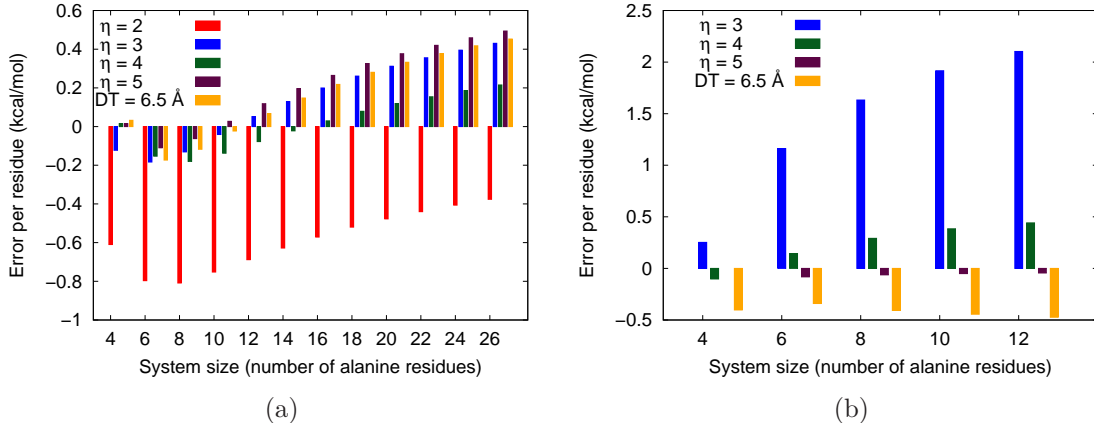 0.6
0.4
0.2
0
−0.2
−0.4
−0.6
−0.8
−1
Error per residue (kcal/mol)
η = 2
η = 3
η = 4
η = 5
DT = 6.5 Å
4 6 8 10 12 14 16 18 20 22 24 26
System size (number of alanine residues)
(a)
2.5
2
1.5
1
0.5
0
−0.5
Error per residue (kcal/mol)
η = 3
η = 4
η = 5
DT = 6.5 Å
4 6 8 10 12
System size (number of alanine residues)
(b)